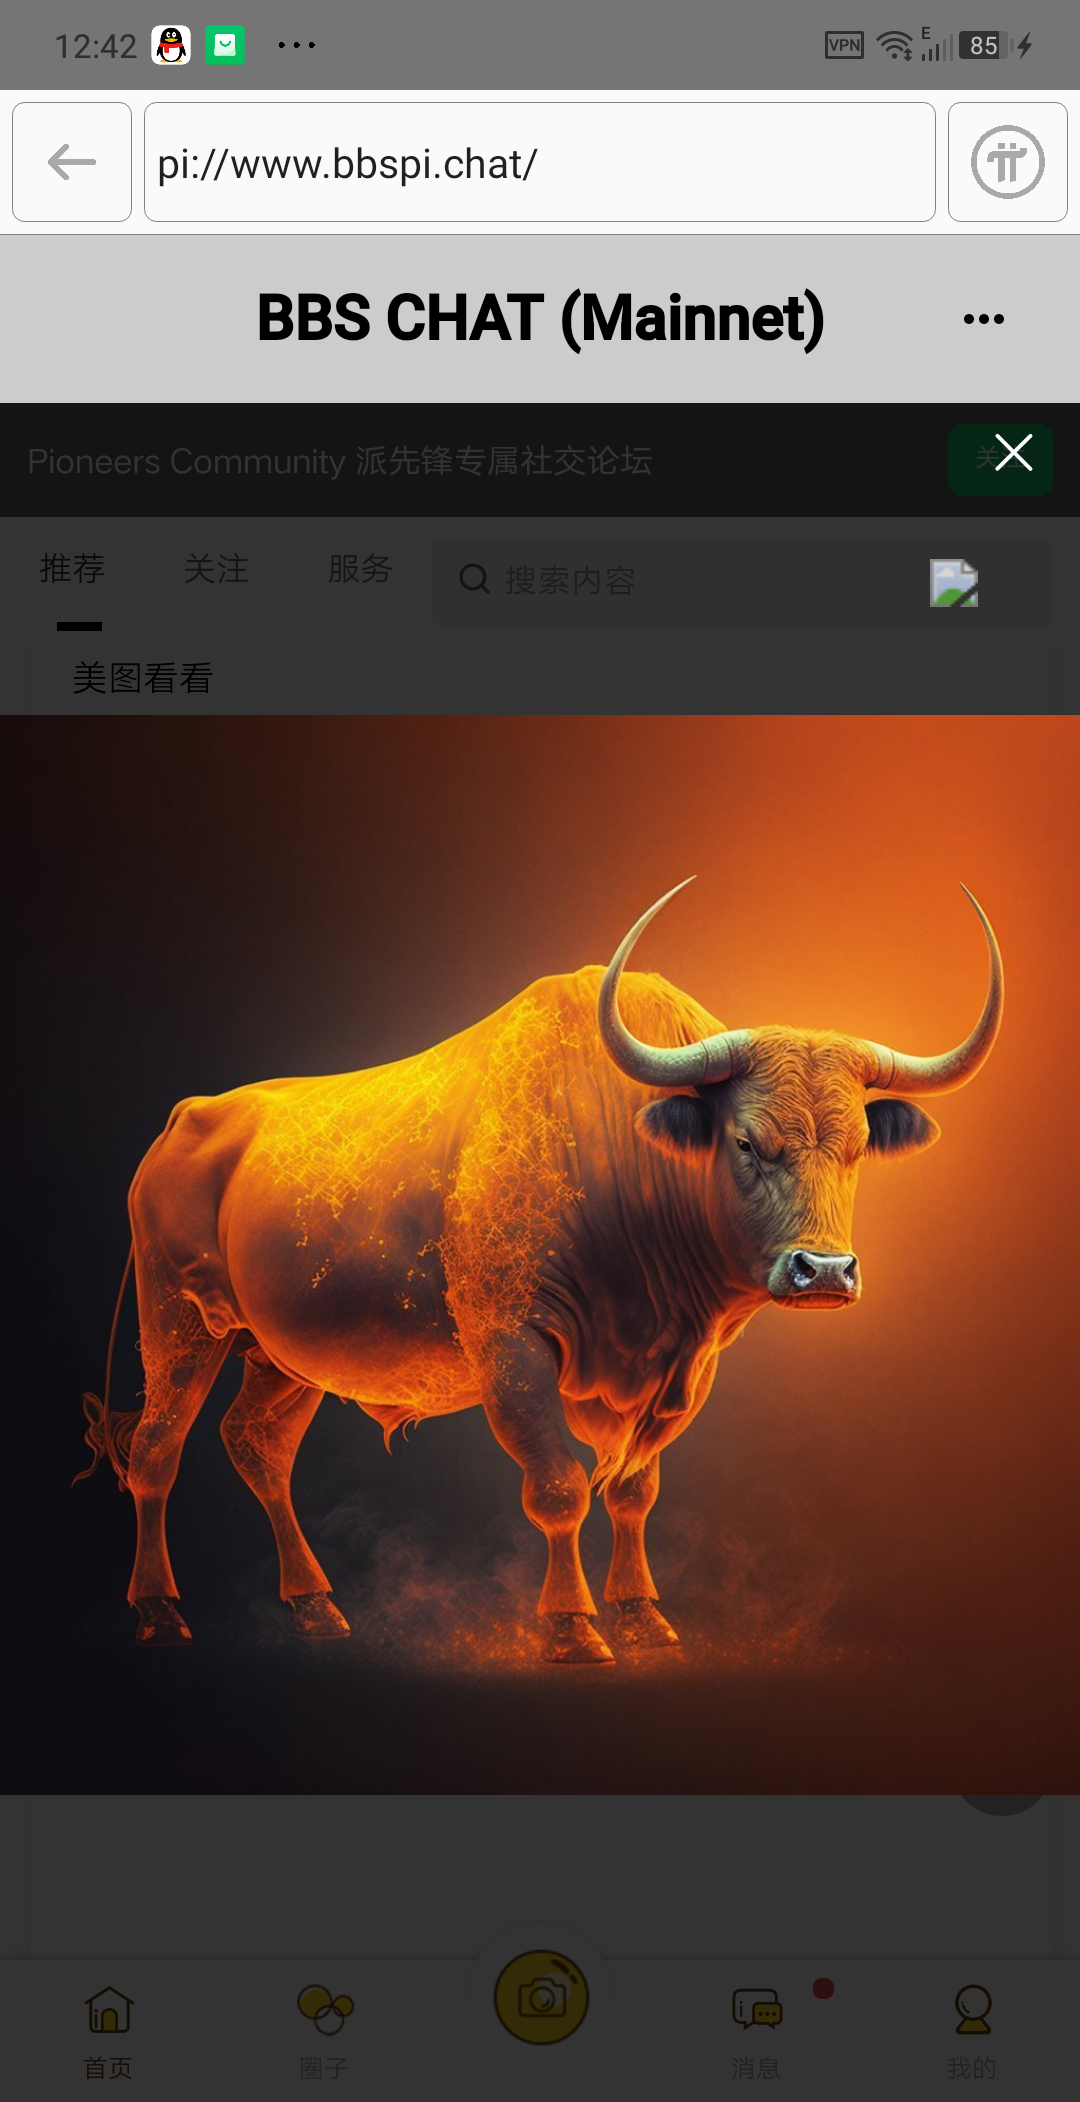 12:42
VPN
E
85
pi://www.bbspi.chat/
BBS CHAT (Mainnet)
Pioneers Community 派先锋专属社交论坛
关注
推荐
关注
服务
搜索内容
美图看看
首页
圈子
消息
我的